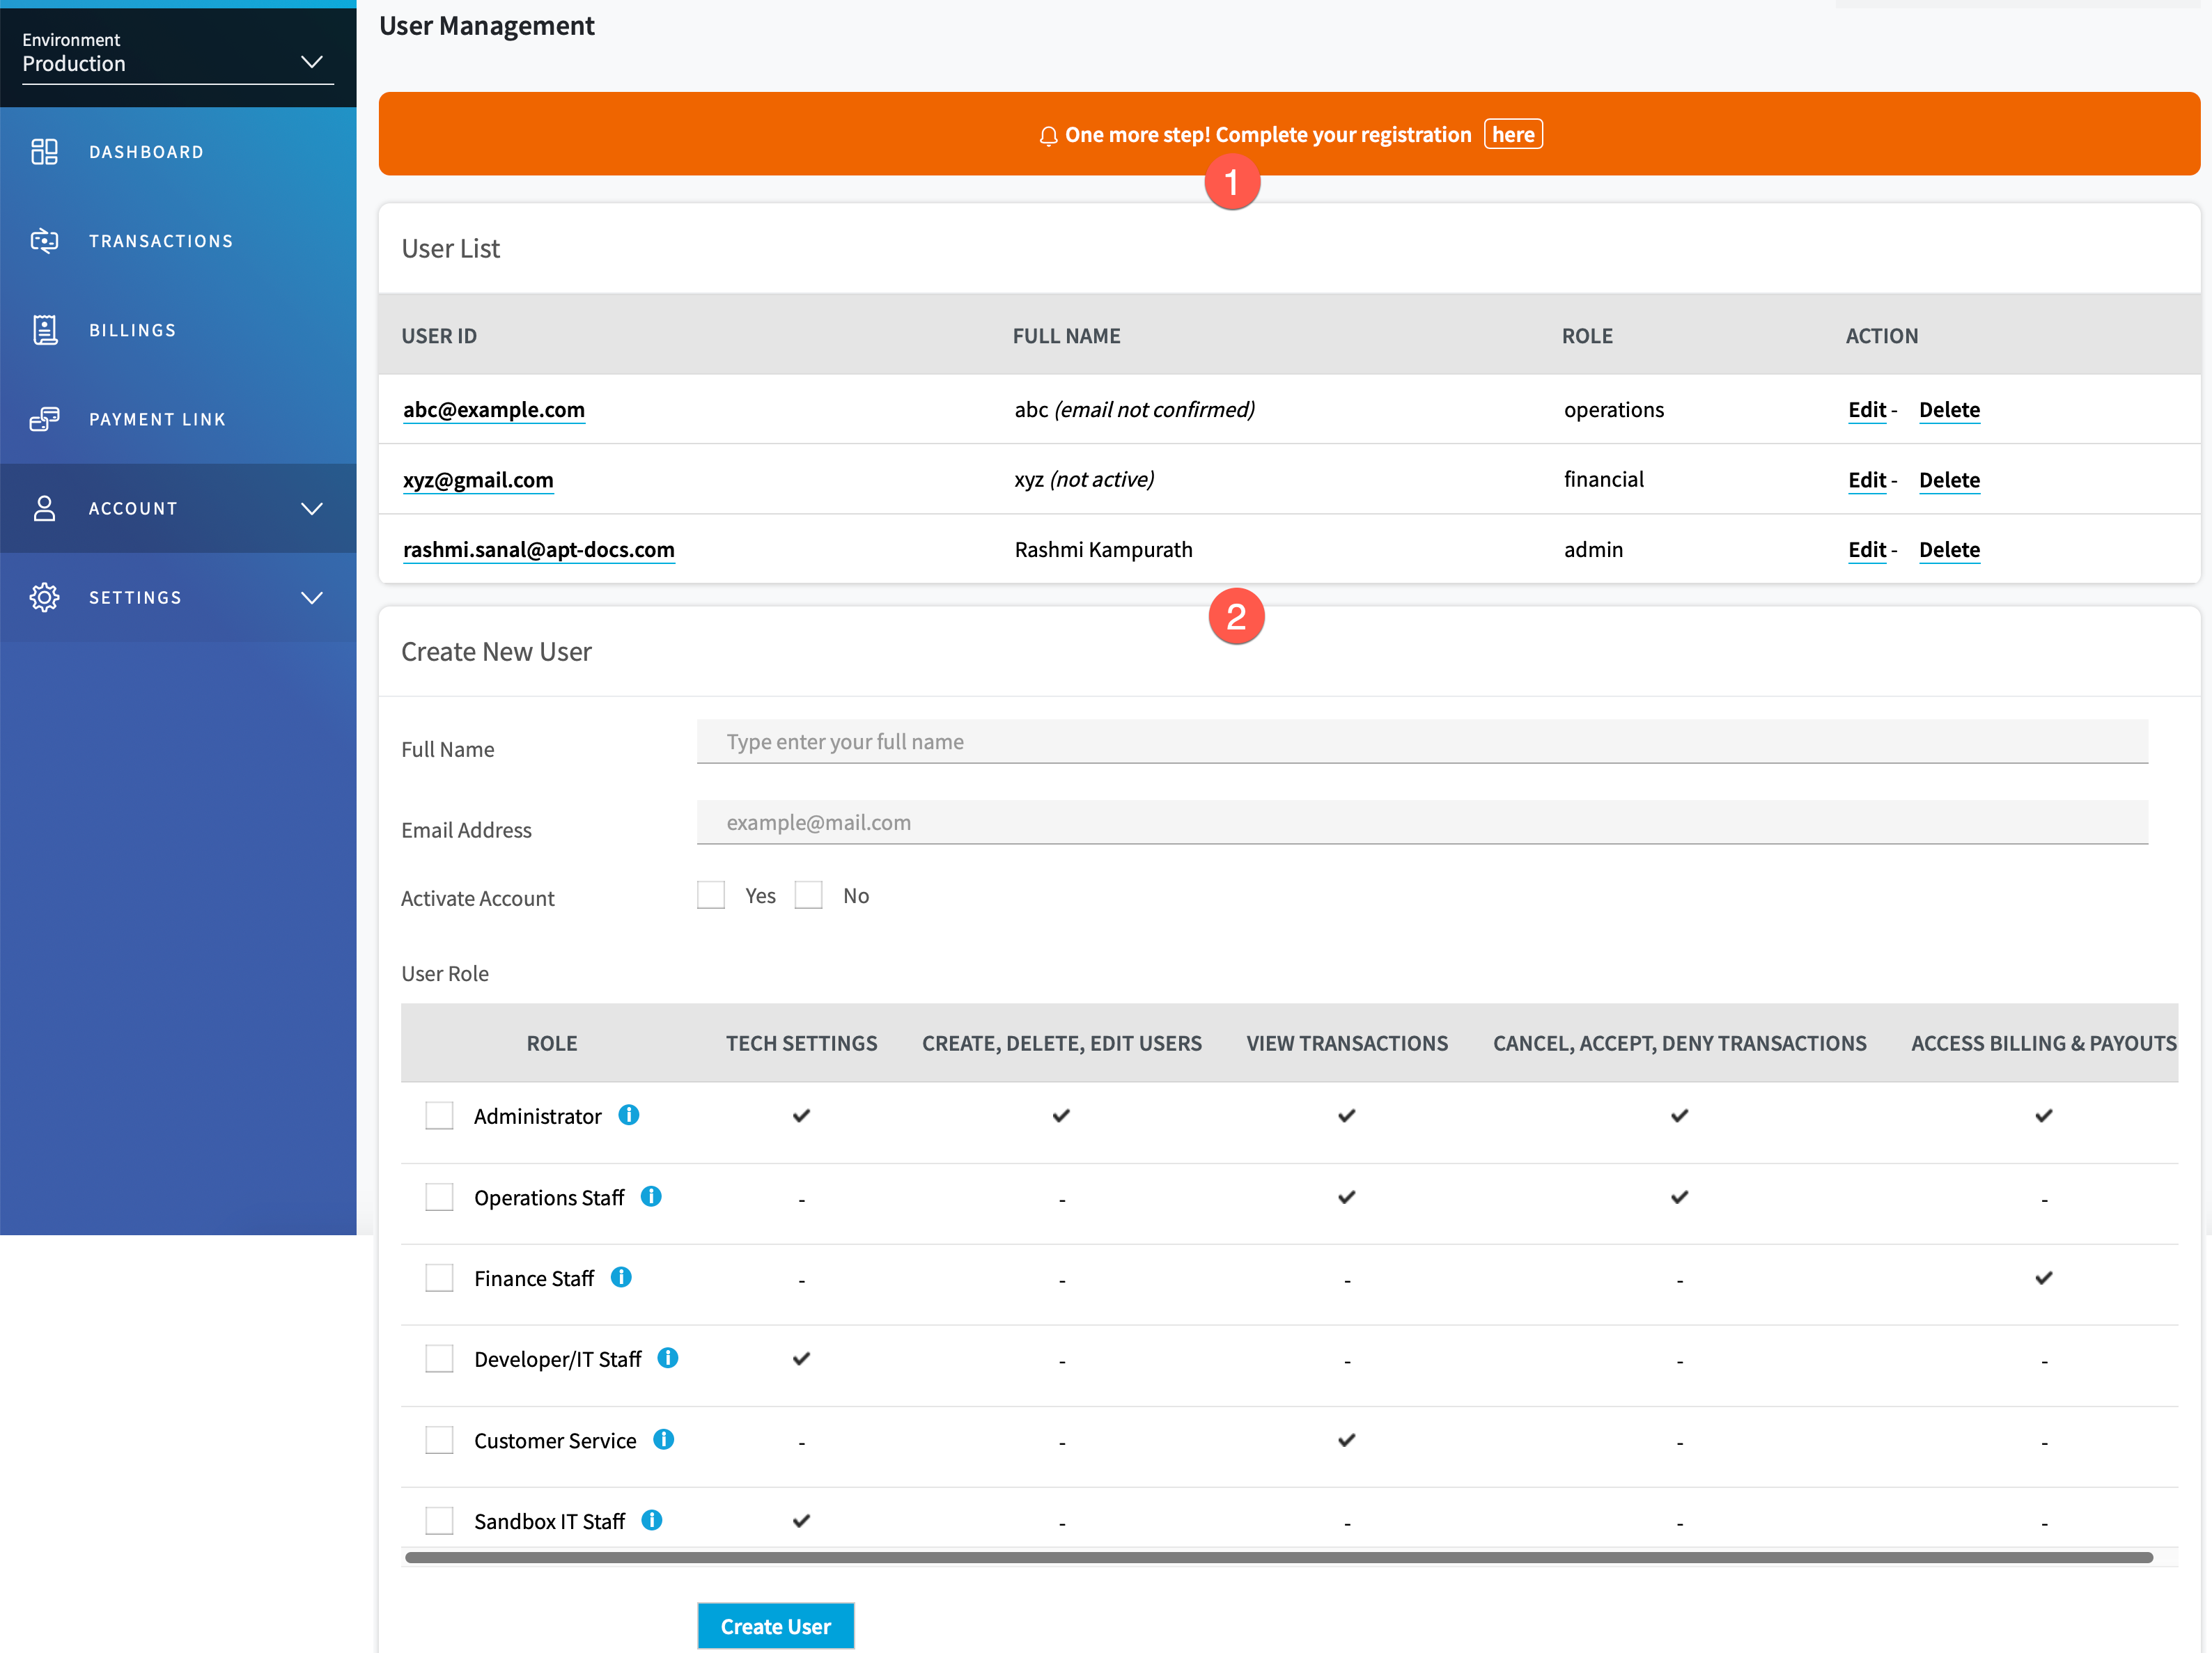 Environment
Production
DASHBOARD
TRANSACTIONS
BILLINGS
PAYMENT LINK
ACCOUNT
SETTINGS
User Management
One more step! Complete your registration here
1
User List
USER ID FULL NAME ROLE ACTION
abc@example.com abc (email not confirmed) operations Edit - Delete
xyz@gmail.com xyz (not active) financial Edit - Delete
rashmi.sanal@apt-docs.com Rashmi Kampurath admin Edit - Delete
2
Create New User
Full Name Type enter your full name
Email Address example@mail.com
Activate Account Yes No
User Role
ROLE TECH SETTINGS CREATE, DELETE, EDIT USERS VIEW TRANSACTIONS CANCEL, ACCEPT, DENY TRANSACTIONS ACCESS BILLING & PAYOUTS
Administrator i ✔ ✔ ✔ ✔ ✔
Operations Staff i - - ✔ ✔ -
Finance Staff i - - - - ✔
Developer/IT Staff i ✔ - - - -
Customer Service i - - ✔ - -
Sandbox IT Staff i ✔ - - - -
Create User